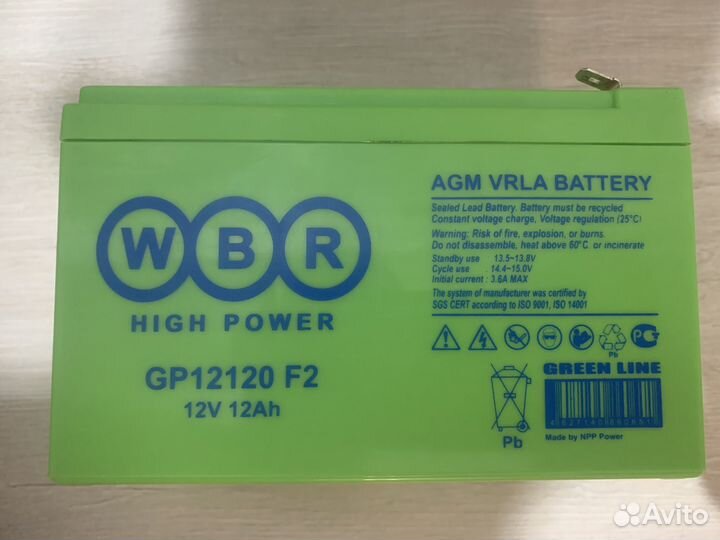 WBR
HIGH POWER
GP12120 F2
12V 12Ah
AGM VRLA BATTERY
Sealed Lead Battery. Battery must be recycled
Constant voltage charge, Voltage regulation (25°C)
Warning: Risk of fire, explosion, or burns.
Do not disassemble, heat above 60°C or incinerate
Standby use : 13.5~13.8V
Cycle use : 14.4~15.0V
Initial current : 3.6A MAX
The system of manufacturer was certified by
SGS CERT according to ISO 9001, ISO 14001
Pb
Pb
GREEN LINE
Made by NPP Power
Avito